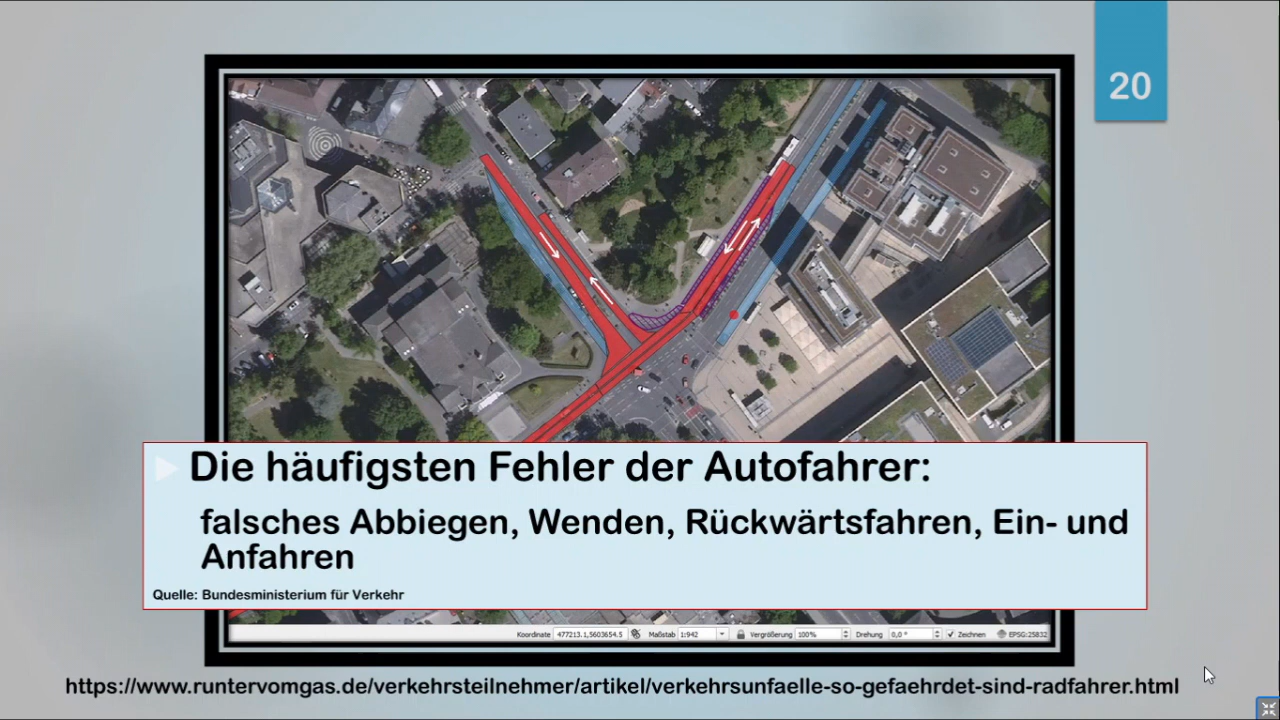 20
Die häufigsten Fehler der Autofahrer:
falsches Abbiegen, Wenden, Rückwärtsfahren, Ein- und
Anfahren
Quelle: Bundesministerium für Verkehr
Koordinate 477213.1,5603654.5 Maßstab 1:942 Vergrößerung 100% Drehung 0,0 ° Zeichnen EPSG:25832
https://www.runtervomgas.de/verkehrsteilnehmer/artikel/verkehrsunfaelle-so-gefaehrdet-sind-radfahrer.html